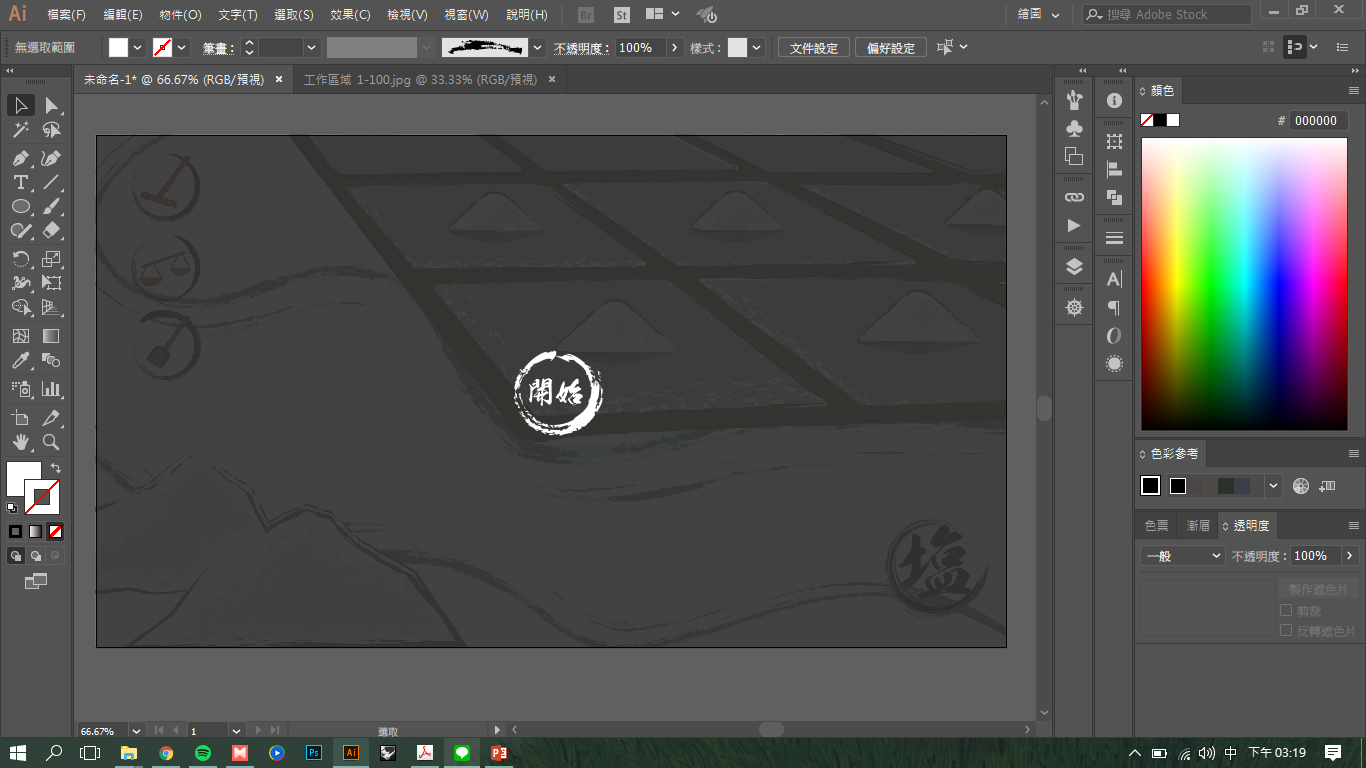 Ai 檔案(F) 編輯(E) 物件(O) 文字(T) 選取(S) 效果(C) 檢視(V) 視窗(W) 說明(H) Br St 繪圖 搜尋 Adobe Stock
無選取範圍 筆畫： 不透明度： 100% 樣式： 文件設定 偏好設定
未命名-1* @ 66.67% (RGB/預視) × 工作區域 1-100.jpg @ 33.33% (RGB/預視) ×
顏色
# 000000
開始
塩
色彩參考
色票 漸層 透明度
一般 不透明度： 100%
製作遮色片
剪裁
反轉遮色片
66.67% 1 選取
Ps Ai 中 下午 03:19